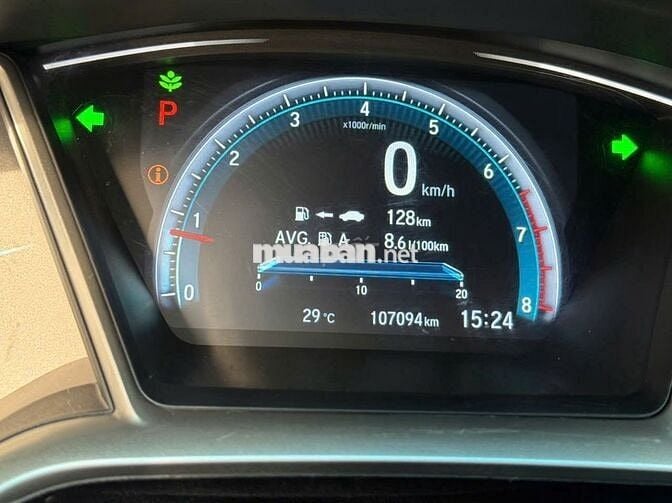 P
0 1 2 3 4 5 6 7 8
x1000r/min
0 km/h
128km
AVG. A 8.6l/100km
muaban.net
0 10 20
29°C 107094km 15:24